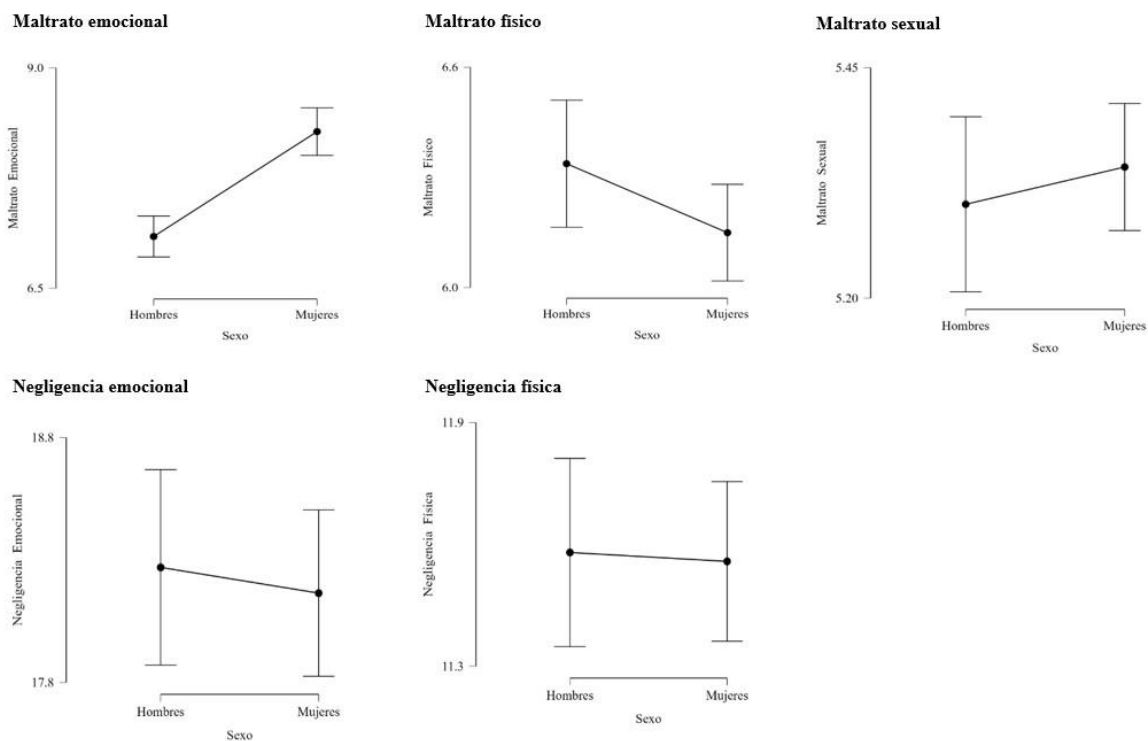 Maltrato emocional
9.0
Maltrato Emocional
6.5
Hombres
Mujeres
Sexo
Maltrato físico
6.6
Maltrato Físico
6.0
Hombres
Mujeres
Sexo
Maltrato sexual
5.45
Maltrato Sexual
5.20
Hombres
Mujeres
Sexo
Negligencia emocional
18.8
Negligencia Emocional
17.8
Hombres
Mujeres
Sexo
Negligencia física
11.9
Negligencia Física
11.3
Hombres
Mujeres
Sexo